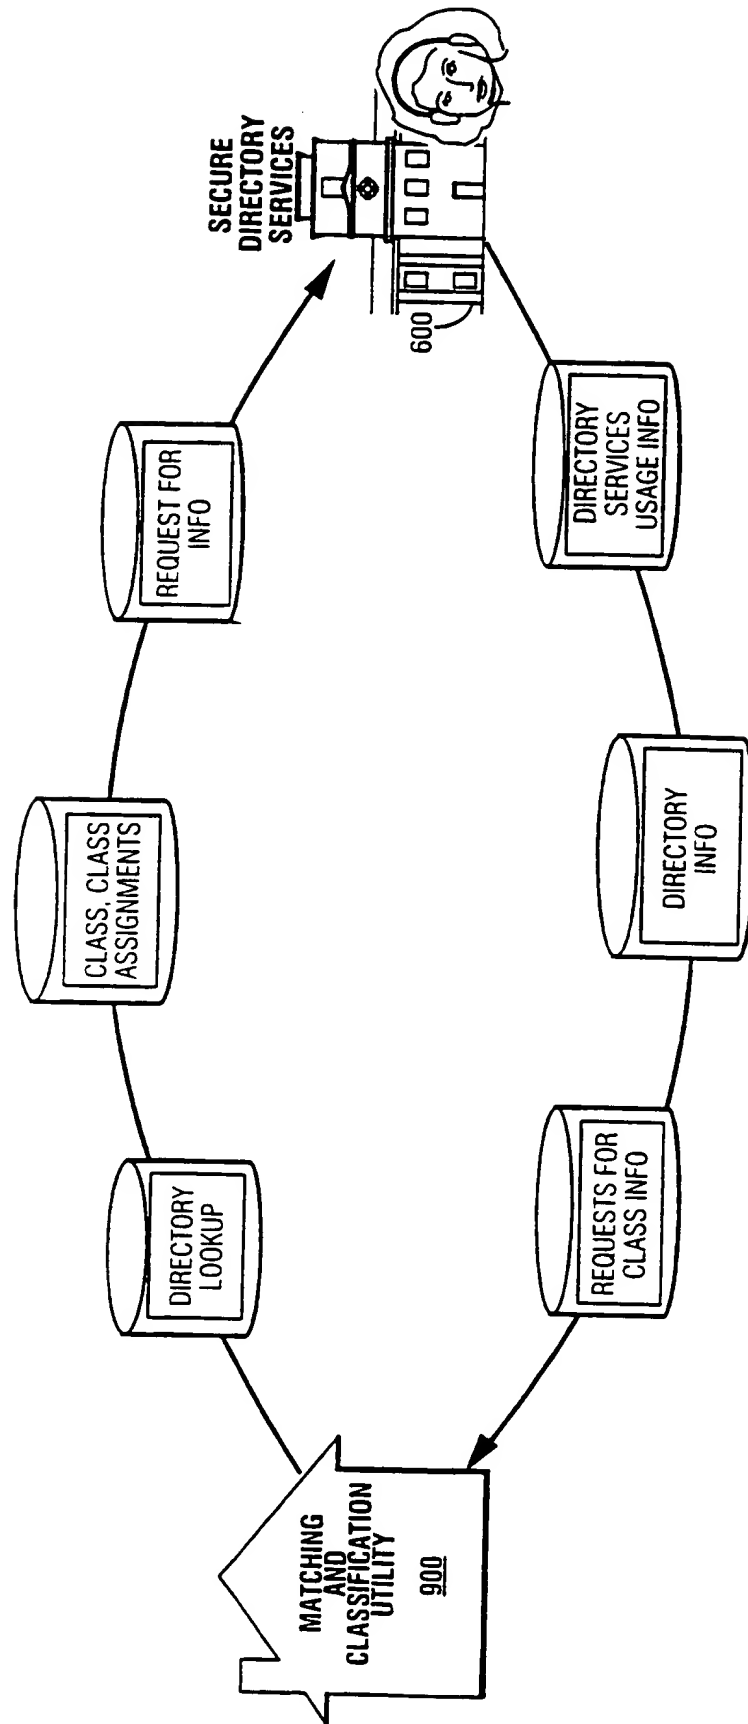 MATCHING
AND
CLASSIFICATION
UTILITY
900
DIRECTORY
LOOKUP
CLASS, CLASS
ASSIGNMENTS
REQUEST FOR
INFO
SECURE
DIRECTORY
SERVICES
600
DIRECTORY
SERVICES
USAGE INFO
DIRECTORY
INFO
REQUESTS FOR
CLASS INFO